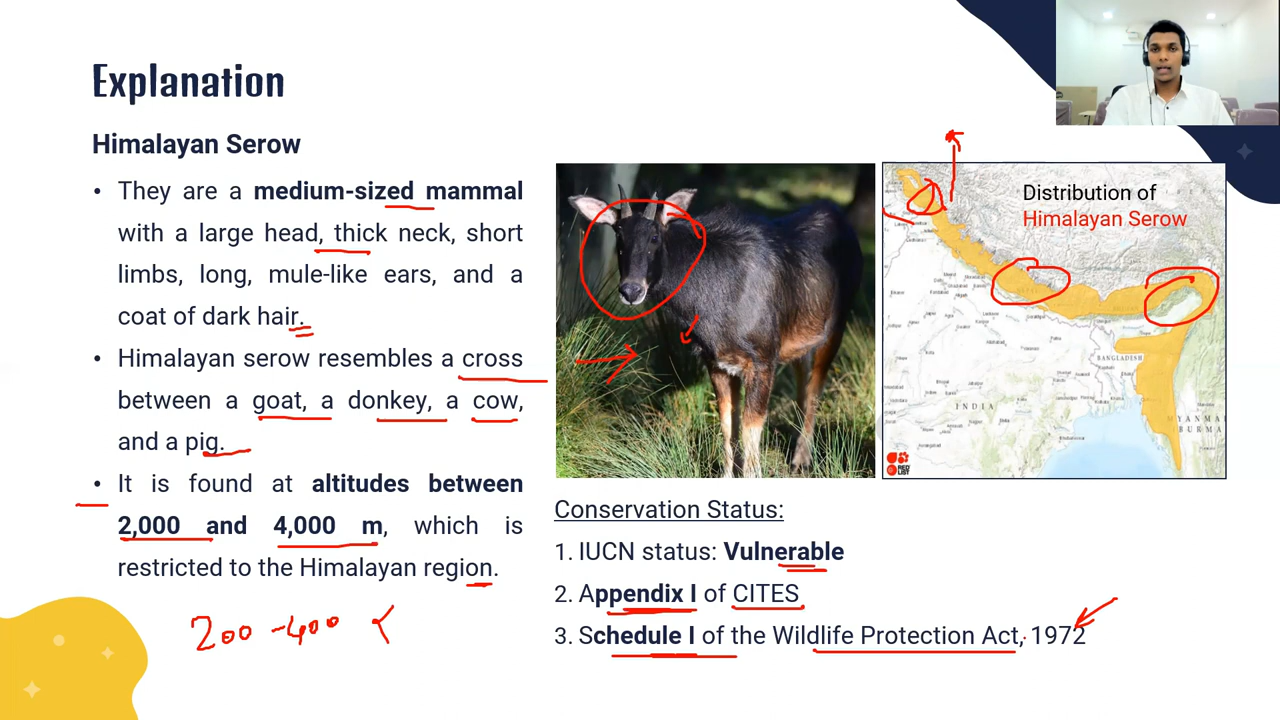 Explanation
Himalayan Serow
• They are a medium-sized mammal
with a large head, thick neck, short
limbs, long, mule-like ears, and a
coat of dark hair.
• Himalayan serow resembles a cross
between a goat, a donkey, a cow,
and a pig.
• It is found at altitudes between
2,000 and 4,000 m, which is
restricted to the Himalayan region.
200 - 400
Distribution of
Himalayan Serow
BANGLADESH
INDIA
MYANMAR
BURMA
RED
LIST
Conservation Status:
1. IUCN status: Vulnerable
2. Appendix I of CITES
3. Schedule I of the Wildlife Protection Act, 1972